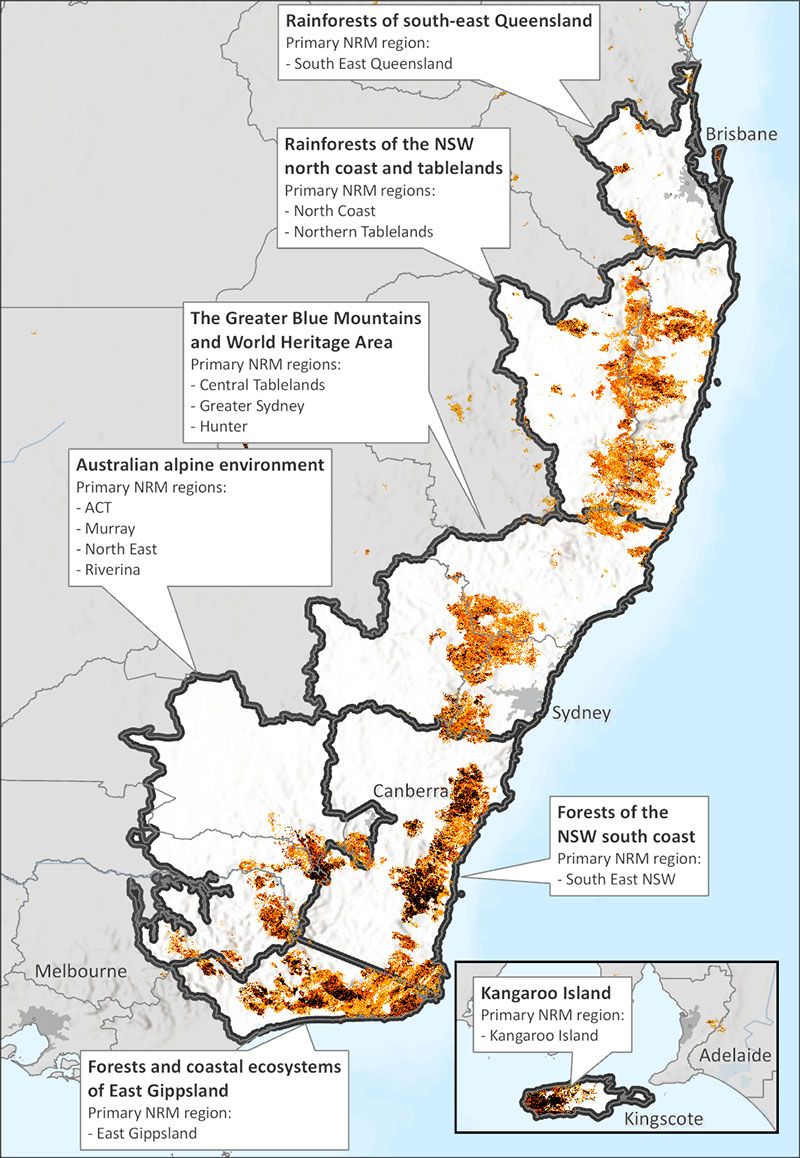 Rainforests of south-east Queensland
Primary NRM region:
- South East Queensland
Brisbane
Rainforests of the NSW
north coast and tablelands
Primary NRM regions:
- North Coast
- Northern Tablelands
The Greater Blue Mountains
and World Heritage Area
Primary NRM regions:
- Central Tablelands
- Greater Sydney
- Hunter
Australian alpine environment
Primary NRM regions:
- ACT
- Murray
- North East
- Riverina
Sydney
Canberra
Forests of the
NSW south coast
Primary NRM region:
- South East NSW
Melbourne
Kangaroo Island
Primary NRM region:
- Kangaroo Island
Adelaide
Kingscote
Forests and coastal ecosystems
of East Gippsland
Primary NRM region:
- East Gippsland